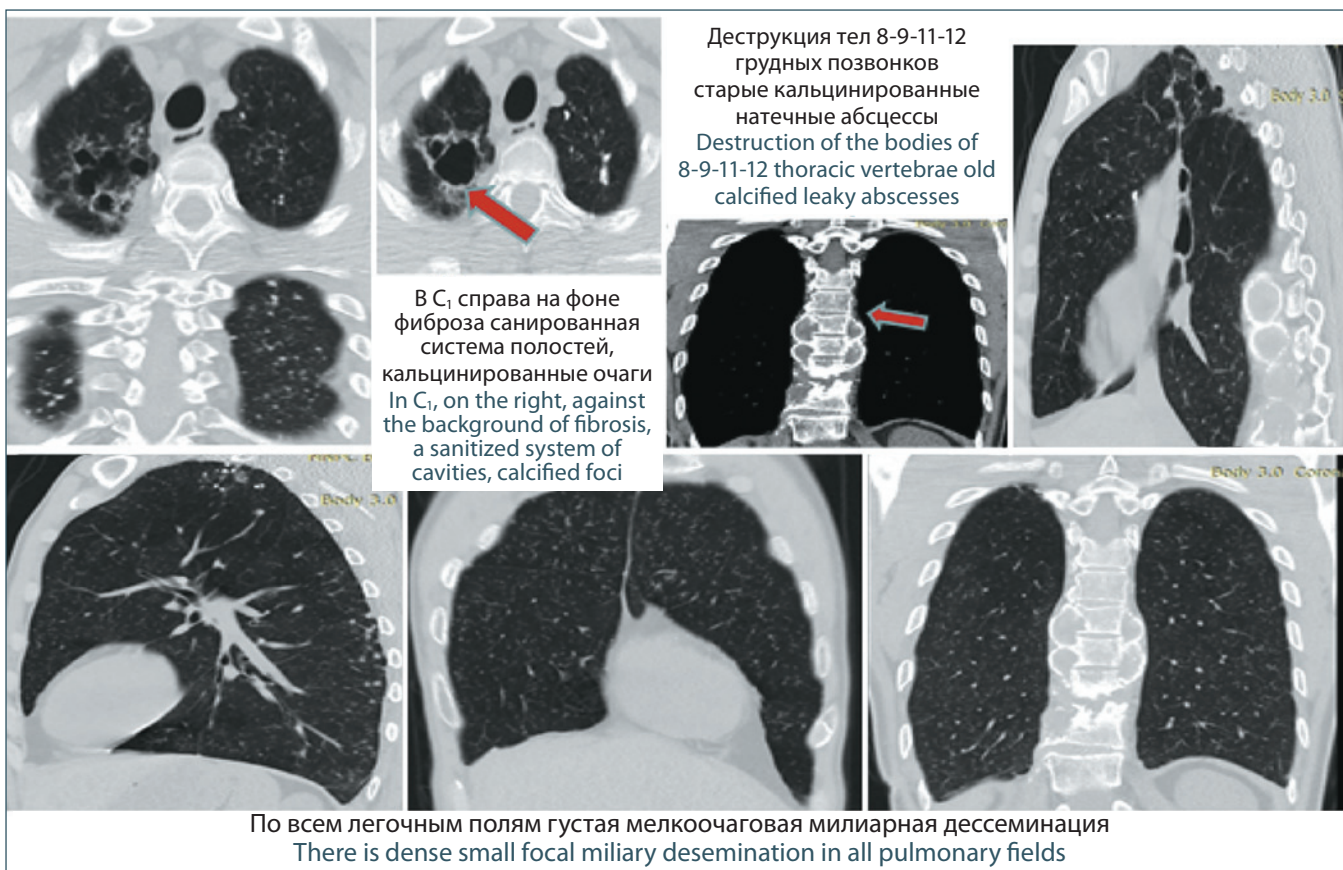 Деструкция тел 8-9-11-12
грудных позвонков
старые кальцинированные
натечные абсцессы
Destruction of the bodies of
8-9-11-12 thoracic vertebrae old
calcified leaky abscesses
Body 3.0
В C₁ справа на фоне
фиброза санированная
система полостей,
кальцинированные очаги
In C₁, on the right, against
the background of fibrosis,
a sanitized system of
cavities, calcified foci
Body 3.0
Body 3.0 Coron
По всем легочным полям густая мелкоочаговая милиарная дессеминация
There is dense small focal miliary desemination in all pulmonary fields